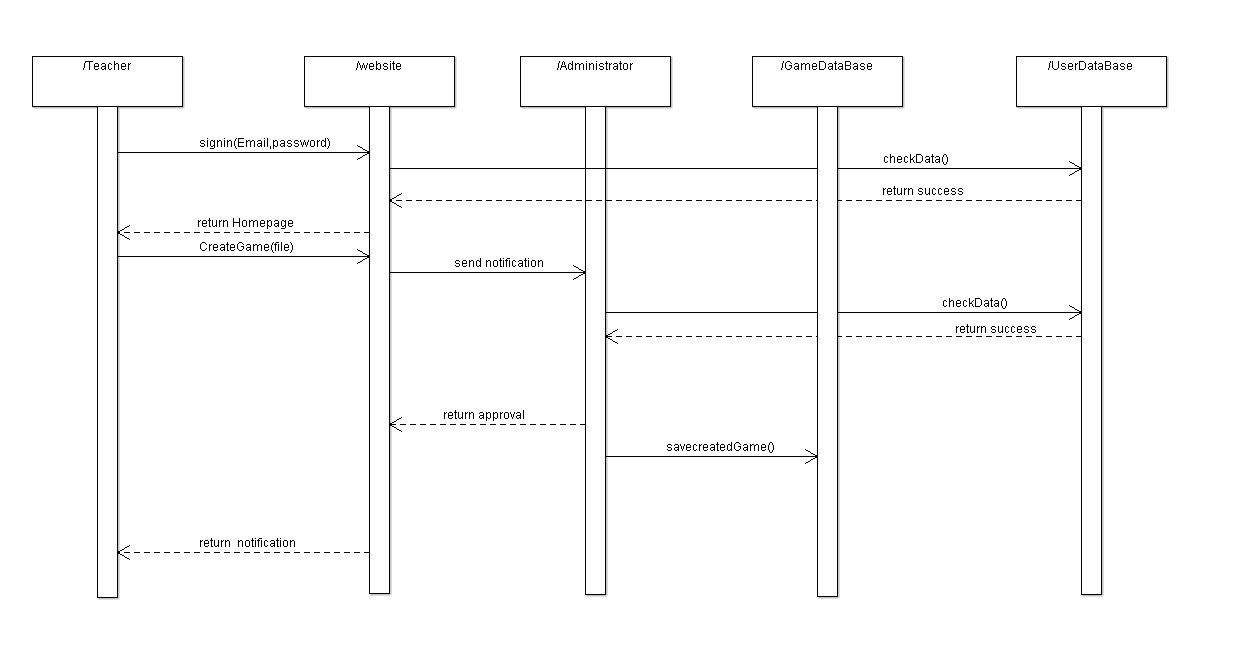 /Teacher
/website
/Administrator
/GameDataBase
/UserDataBase
signin(Email,password)
checkData()
return success
return Homepage
CreateGame(file)
send notification
checkData()
return success
return approval
savecreatedGame()
return  notification